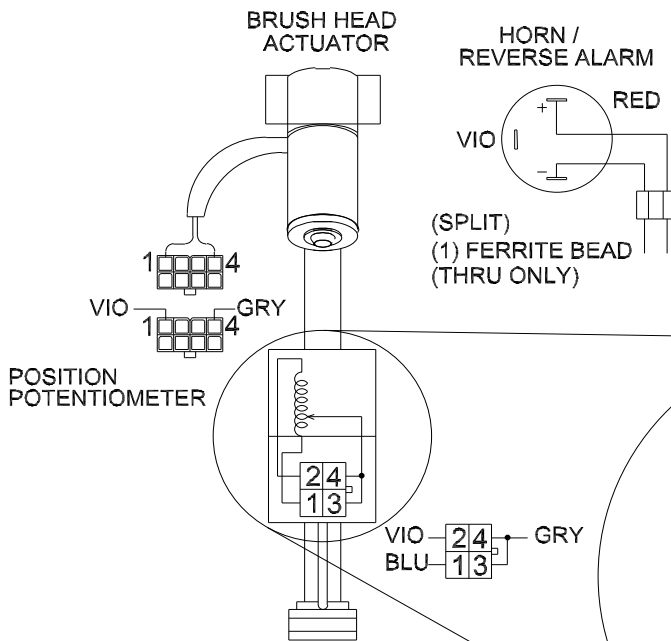 BRUSH HEAD
ACTUATOR
HORN /
REVERSE ALARM
RED
+
VIO
–
(SPLIT)
(1) FERRITE BEAD
(THRU ONLY)
1 4
VIO GRY
1 4
POSITION
POTENTIOMETER
2 4
1 3
VIO 2 4 GRY
BLU 1 3